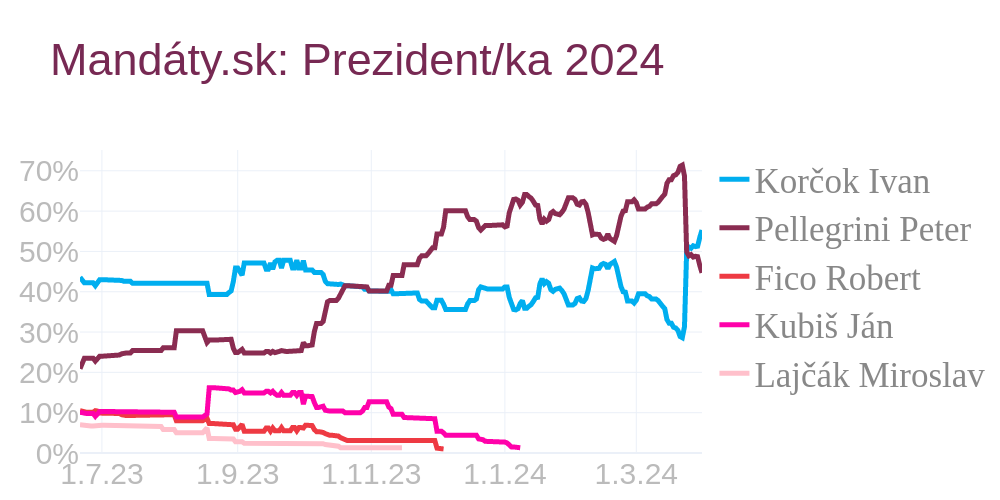 Mandáty.sk: Prezident/ka 2024
70%
60%
50%
40%
30%
20%
10%
0%
1.7.23 1.9.23 1.11.23 1.1.24 1.3.24
Korčok Ivan
Pellegrini Peter
Fico Robert
Kubiš Ján
Lajčák Miroslav